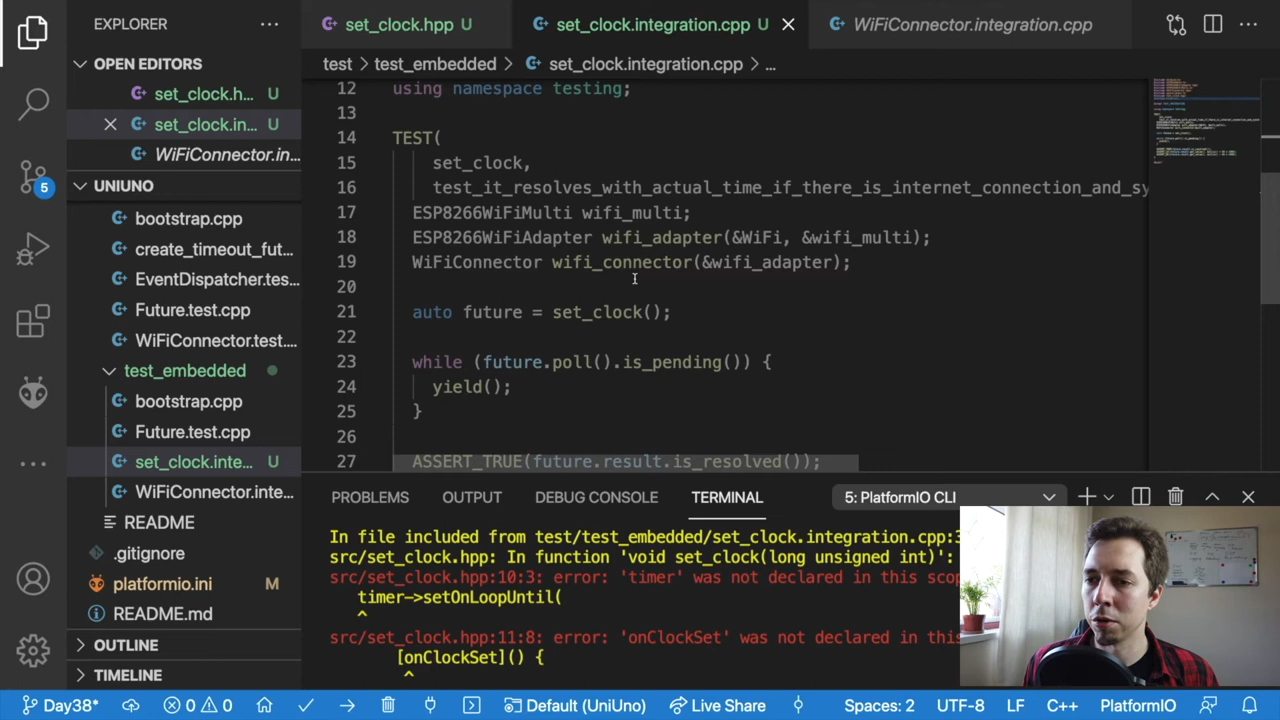 EXPLORER
OPEN EDITORS
set_clock.h... U
set_clock.in... U
WiFiConnector.in...
UNIUNO
bootstrap.cpp
create_timeout_fut...
EventDispatcher.tes...
Future.test.cpp
WiFiConnector.test....
test_embedded
bootstrap.cpp
Future.test.cpp
set_clock.inte... U
WiFiConnector.inte...
README
.gitignore
platformio.ini M
README.md
OUTLINE
TIMELINE
5
set_clock.hpp U
set_clock.integration.cpp U
WiFiConnector.integration.cpp
test > test_embedded > set_clock.integration.cpp > ...
12 using namespace testing;
13
14 TEST(
15 set_clock,
16 test_it_resolves_with_actual_time_if_there_is_internet_connection_and_sy
17 ESP8266WiFiMulti wifi_multi;
18 ESP8266WiFiAdapter wifi_adapter(&WiFi, &wifi_multi);
19 WiFiConnector wifi_connector(&wifi_adapter);
20
21 auto future = set_clock();
22
23 while (future.poll().is_pending()) {
24 yield();
25 }
26
27 ASSERT_TRUE(future.result.is_resolved());
PROBLEMS OUTPUT DEBUG CONSOLE TERMINAL 5: PlatformIO CLI
In file included from test/test_embedded/set_clock.integration.cpp:3
src/set_clock.hpp: In function 'void set_clock(long unsigned int)':
src/set_clock.hpp:10:3: error: 'timer' was not declared in this scop
timer->setOnLoopUntil(
^
src/set_clock.hpp:11:8: error: 'onClockSet' was not declared in this
[onClockSet]() {
^
Day38* 0 0 Default (UniUno) Live Share Spaces: 2 UTF-8 LF C++ PlatformIO